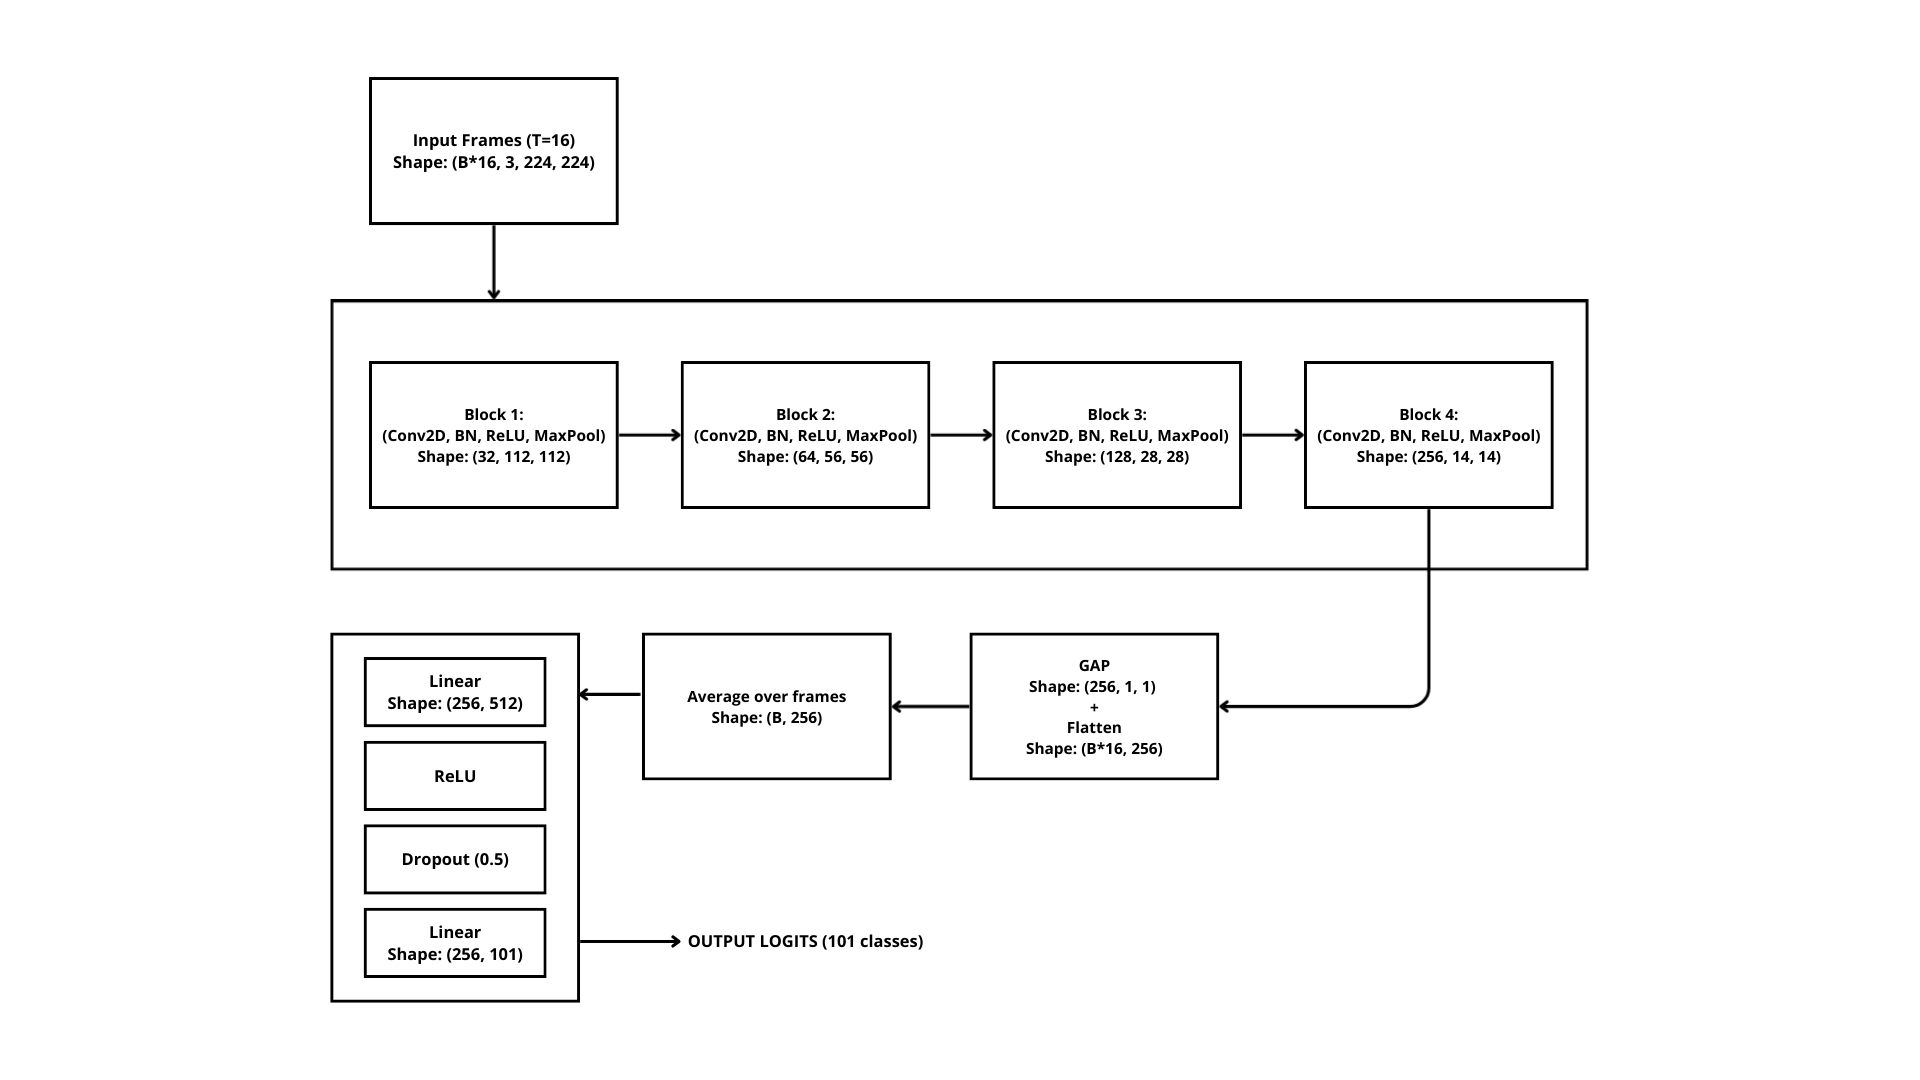 Input Frames (T=16)
Shape: (B*16, 3, 224, 224)
Block 1:
(Conv2D, BN, ReLU, MaxPool)
Shape: (32, 112, 112)
Block 2:
(Conv2D, BN, ReLU, MaxPool)
Shape: (64, 56, 56)
Block 3:
(Conv2D, BN, ReLU, MaxPool)
Shape: (128, 28, 28)
Block 4:
(Conv2D, BN, ReLU, MaxPool)
Shape: (256, 14, 14)
GAP
Shape: (256, 1, 1)
+
Flatten
Shape: (B*16, 256)
Average over frames
Shape: (B, 256)
Linear
Shape: (256, 512)
ReLU
Dropout (0.5)
Linear
Shape: (256, 101)
OUTPUT LOGITS (101 classes)